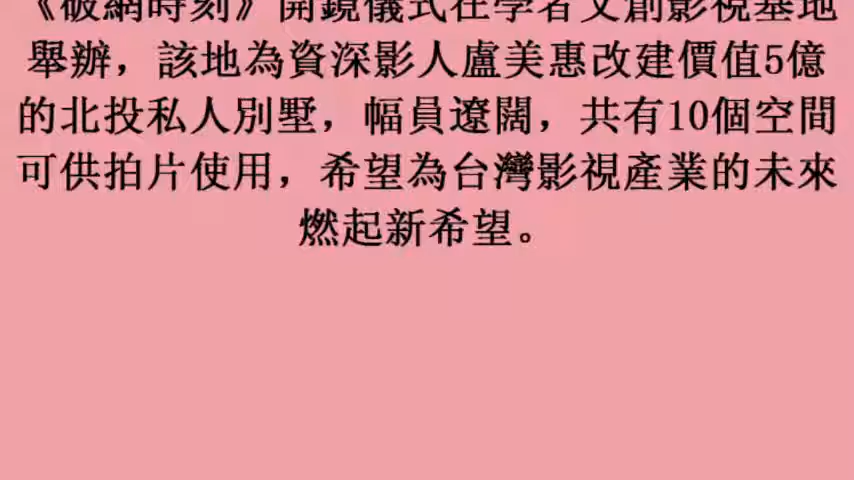 《破網時刻》開鏡儀式在學者文創影視基地
舉辦，該地為資深影人盧美惠改建價值5億
的北投私人別墅，幅員遼闊，共有10個空間
可供拍片使用，希望為台灣影視產業的未來
燃起新希望。